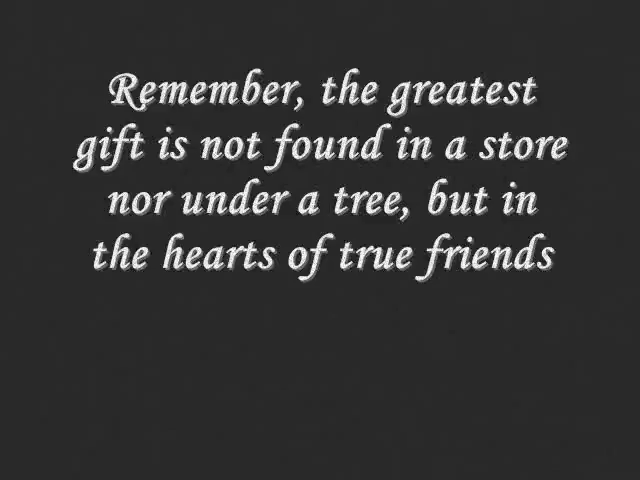 Remember, the greatest
gift is not found in a store
nor under a tree, but in
the hearts of true friends